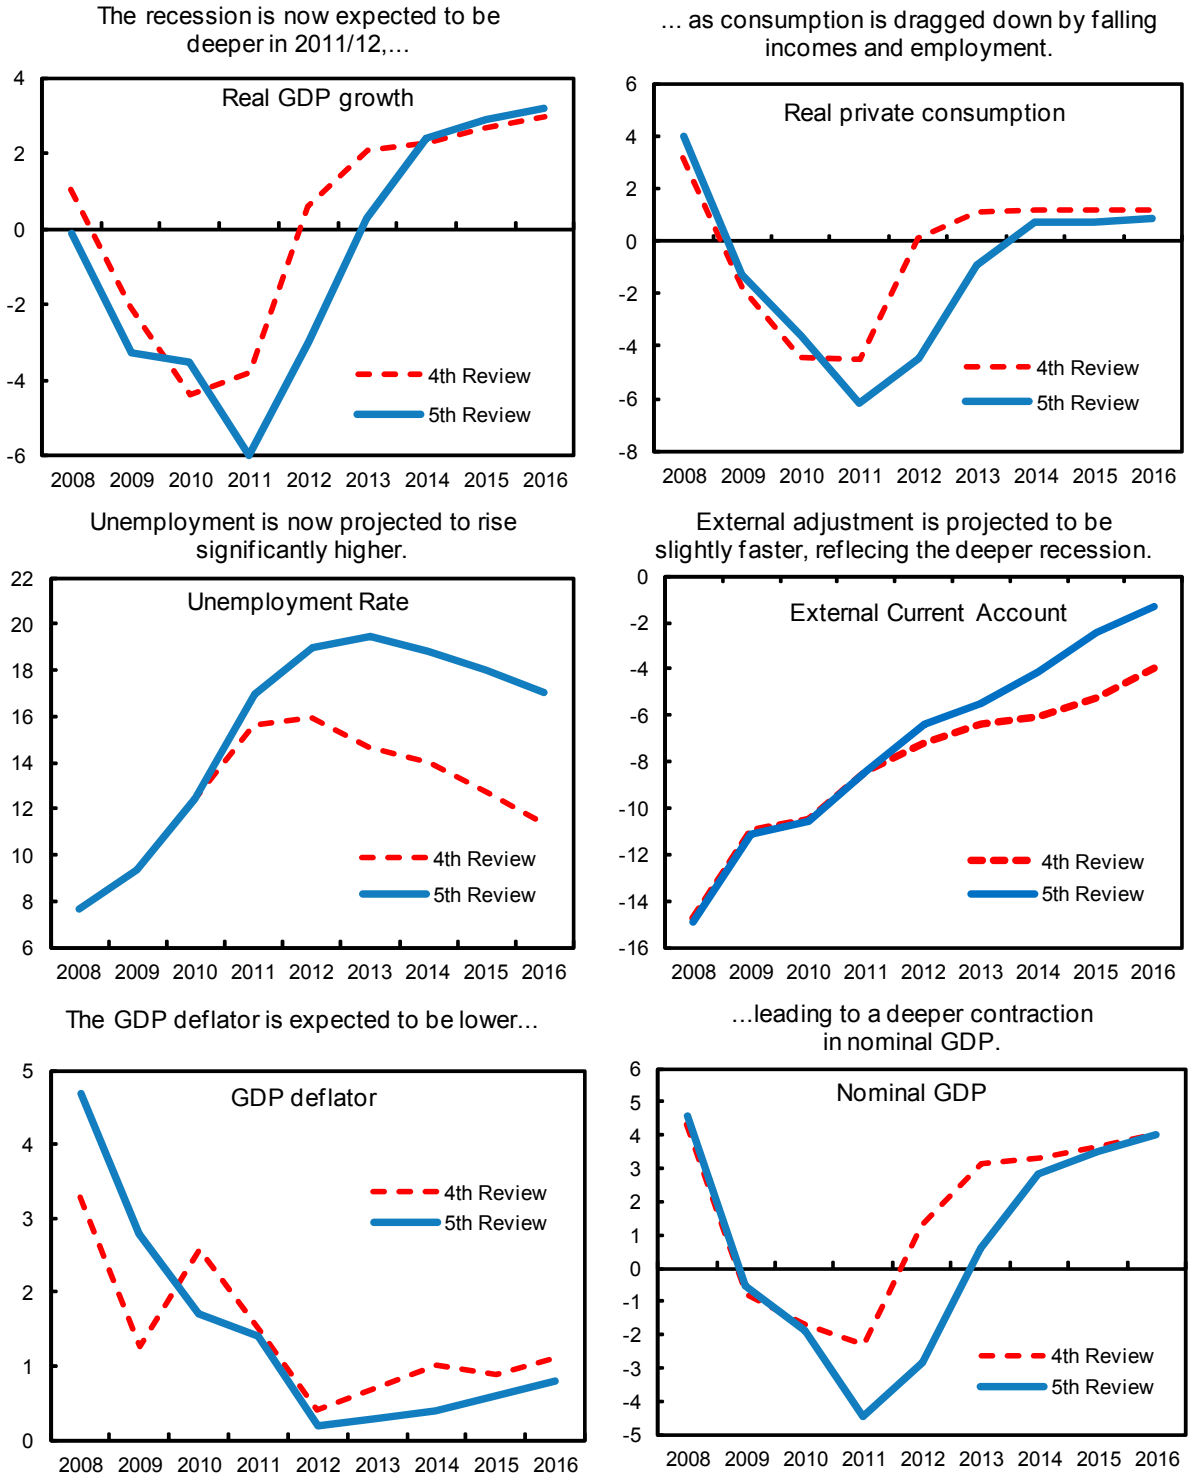 The recession is now expected to be
deeper in 2011/12,...
Real GDP growth
4
2
0
-2
-4
-6
4th Review
5th Review
2008 2009 2010 2011 2012 2013 2014 2015 2016
... as consumption is dragged down by falling
incomes and employment.
Real private consumption
6
4
2
0
-2
-4
-6
-8
4th Review
5th Review
2008 2009 2010 2011 2012 2013 2014 2015 2016
Unemployment is now projected to rise
significantly higher.
Unemployment Rate
22
20
18
16
14
12
10
8
6
4th Review
5th Review
2008 2009 2010 2011 2012 2013 2014 2015 2016
External adjustment is projected to be
slightly faster, reflecing the deeper recession.
External Current Account
0
-2
-4
-6
-8
-10
-12
-14
-16
4th Review
5th Review
2008 2009 2010 2011 2012 2013 2014 2015 2016
The GDP deflator is expected to be lower...
GDP deflator
5
4
3
2
1
0
4th Review
5th Review
2008 2009 2010 2011 2012 2013 2014 2015 2016
...leading to a deeper contraction
in nominal GDP.
Nominal GDP
6
5
4
3
2
1
0
-1
-2
-3
-4
-5
4th Review
5th Review
2008 2009 2010 2011 2012 2013 2014 2015 2016